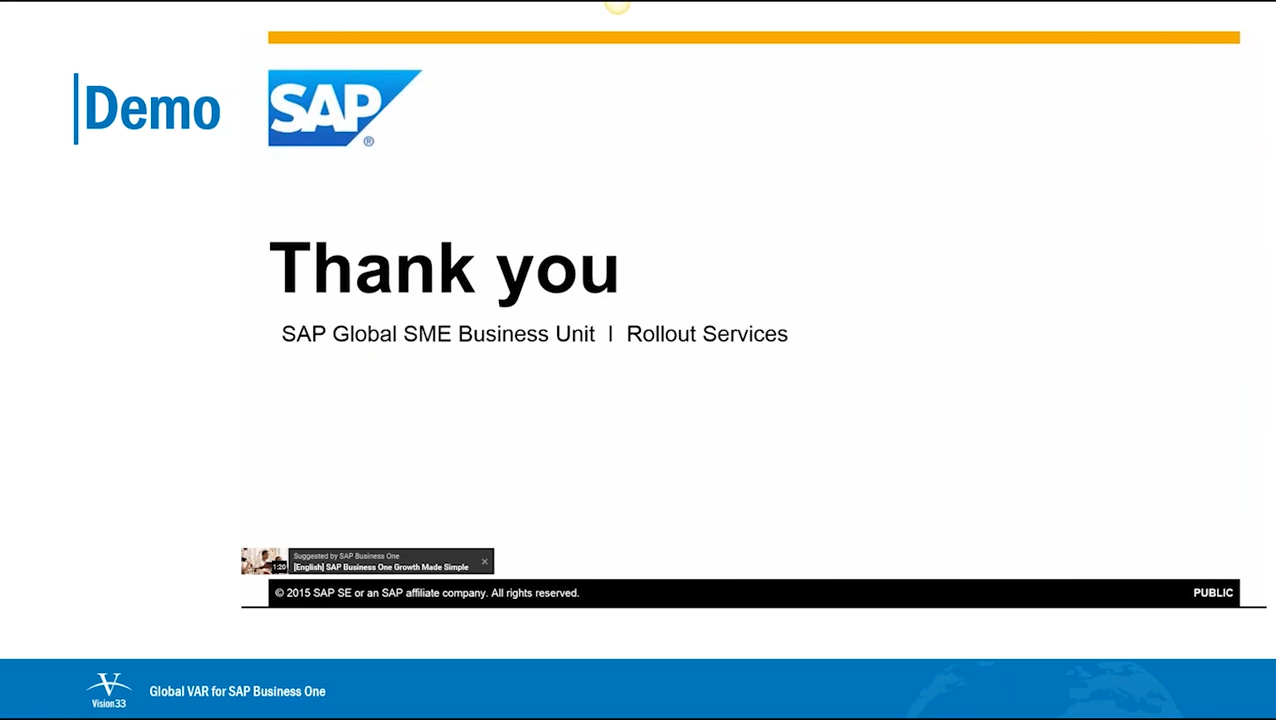 Demo
SAP
®
Thank you
SAP Global SME Business Unit | Rollout Services
Suggested by SAP Business One
1:20
[English] SAP Business One Growth Made Simple
© 2015 SAP SE or an SAP affiliate company. All rights reserved.
PUBLIC
Vision33
Global VAR for SAP Business One